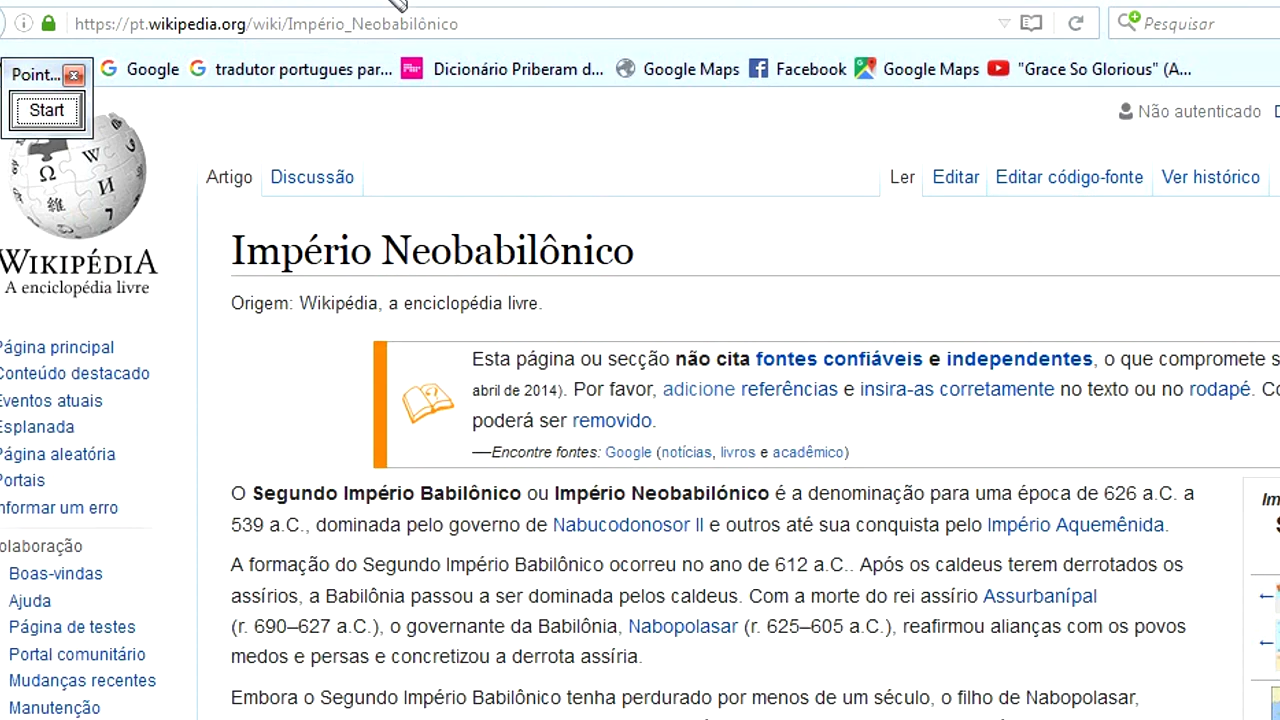 https://pt.wikipedia.org/wiki/Império_Neobabilônico
Pesquisar
Point...
Start
Google
tradutor portugues par...
Dicionário Priberam d...
Google Maps
Facebook
Google Maps
"Grace So Glorious" (A...
Não autenticado
Artigo
Discussão
Ler
Editar
Editar código-fonte
Ver histórico
WIKIPÉDIA
A enciclopédia livre
Império Neobabilônico
Origem: Wikipédia, a enciclopédia livre.
Página principal
Conteúdo destacado
Eventos atuais
Esplanada
Página aleatória
Portais
nformar um erro
olaboração
Boas-vindas
Ajuda
Página de testes
Portal comunitário
Mudanças recentes
Manutenção
Esta página ou secção não cita fontes confiáveis e independentes, o que compromete s
abril de 2014). Por favor, adicione referências e insira-as corretamente no texto ou no rodapé. Co
poderá ser removido.
—Encontre fontes: Google (notícias, livros e acadêmico)
O Segundo Império Babilônico ou Império Neobabilónico é a denominação para uma época de 626 a.C. a
539 a.C., dominada pelo governo de Nabucodonosor II e outros até sua conquista pelo Império Aquemênida.
A formação do Segundo Império Babilônico ocorreu no ano de 612 a.C.. Após os caldeus terem derrotados os
assírios, a Babilônia passou a ser dominada pelos caldeus. Com a morte do rei assírio Assurbanípal
(r. 690–627 a.C.), o governante da Babilônia, Nabopolasar (r. 625–605 a.C.), reafirmou alianças com os povos
medos e persas e concretizou a derrota assíria.
Embora o Segundo Império Babilônico tenha perdurado por menos de um século, o filho de Nabopolasar,
Im